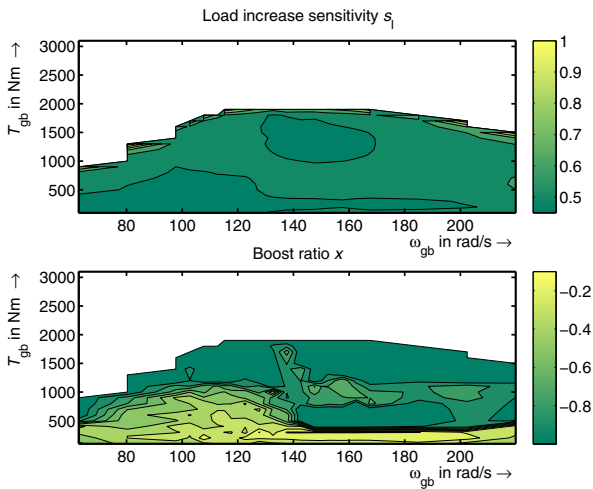 Load increase sensitivity s_l
T_gb in Nm →
3000
2500
2000
1500
1000
500
80 100 120 140 160 180 200
ω_gb in rad/s →
1
0.9
0.8
0.7
0.6
0.5
Boost ratio x
T_gb in Nm →
3000
2500
2000
1500
1000
500
80 100 120 140 160 180 200
ω_gb in rad/s →
−0.2
−0.4
−0.6
−0.8